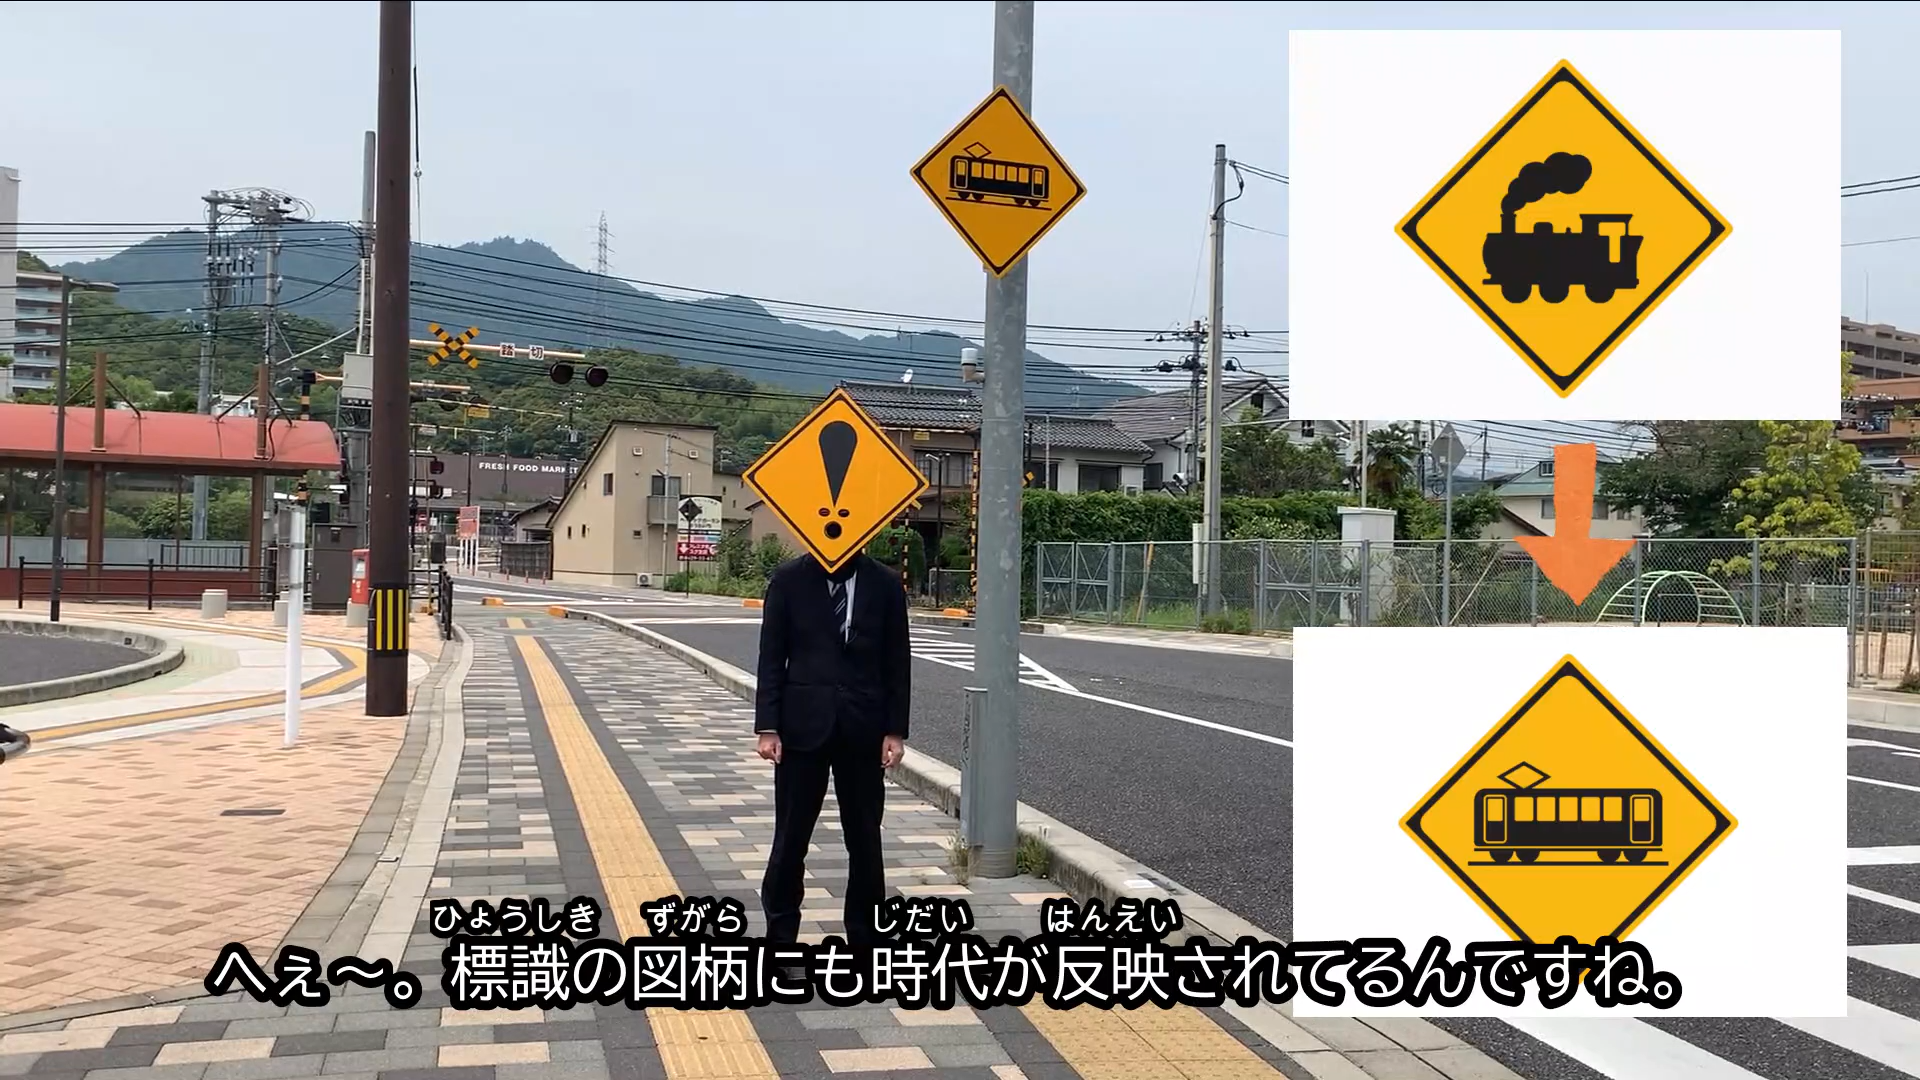 踏切
FRESH FOOD MARKET
ひょうしき ずがら じだい はんえい
へぇ～。標識の図柄にも時代が反映されてるんですね。